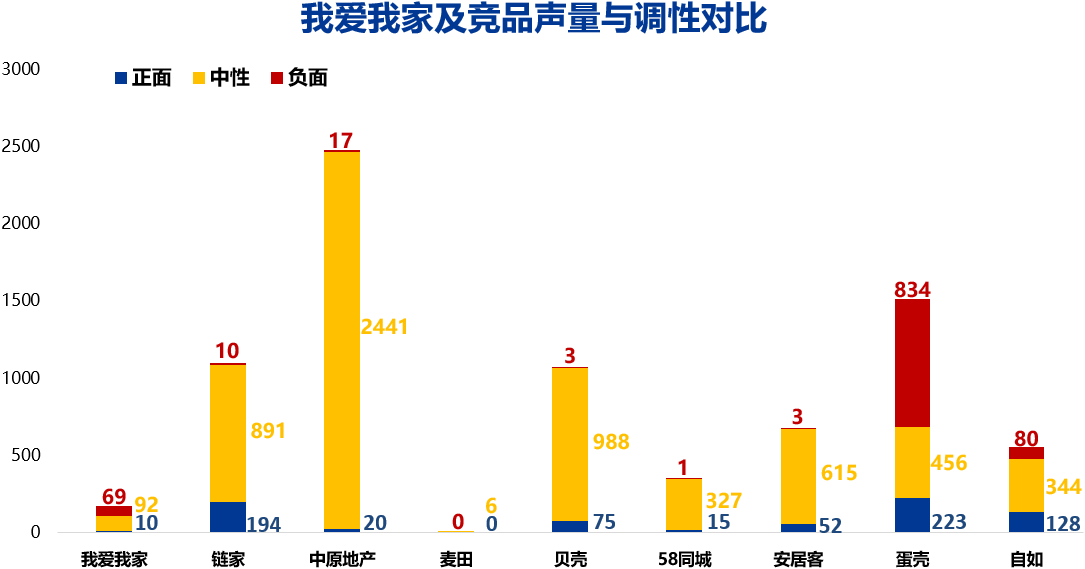 我爱我家及竞品声量与调性对比
正面 中性 负面
3000
2500
2000
1500
1000
500
0
69 92 10
10 891 194
17 2441 20
0 6 0
3 988 75
1 327 15
3 615 52
834 456 223
80 344 128
我爱我家 链家 中原地产 麦田 贝壳 58同城 安居客 蛋壳 自如